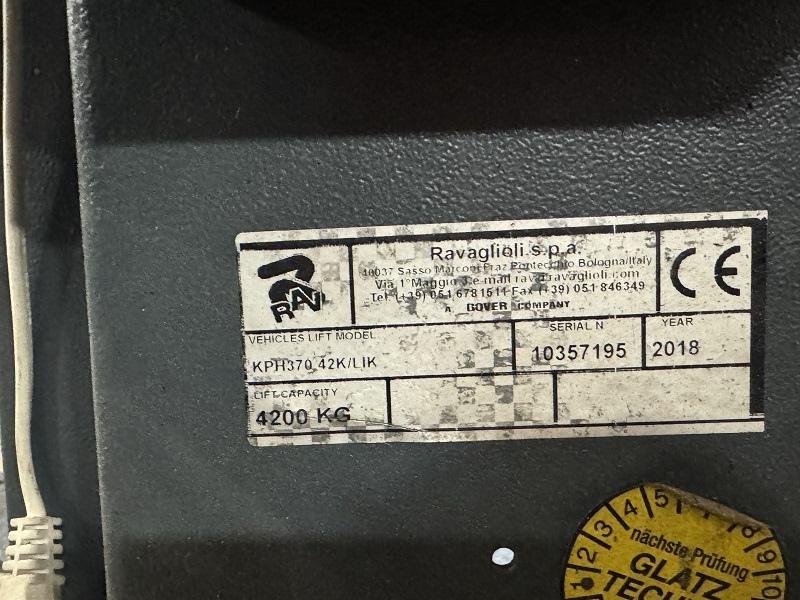 RAV
Ravaglioli s.p.a.
40037 Sasso Marconi Fraz Pontecchio Bologna/Italy
Via 1° Maggio 3 e-mail rav@ravaglioli.com
Tel. (+39) 051 6781511 Fax (+39) 051 846349
A DOVER COMPANY
CE
VEHICLES LIFT MODEL
KPH370.42K/LIK
SERIAL N
10357195
YEAR
2018
LIFT CAPACITY
4200 KG
1 2 3 4 5 7 8 9 10
nächste Prüfung
GLATZ